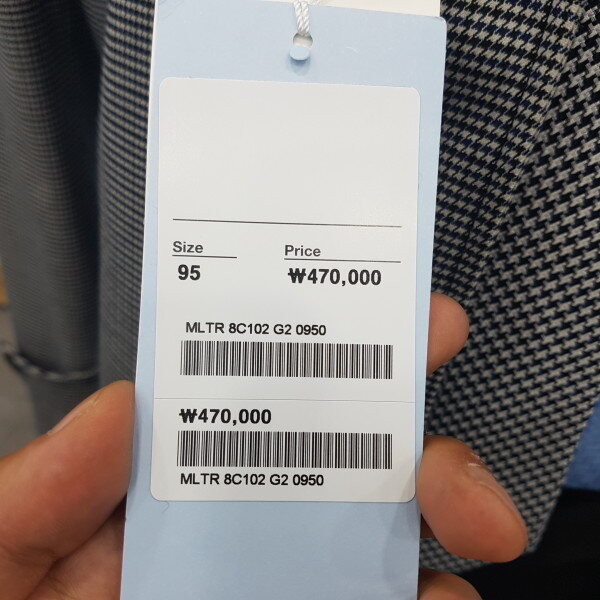 Size Price
95 ₩470,000
MLTR 8C102 G2 0950
₩470,000
MLTR 8C102 G2 0950